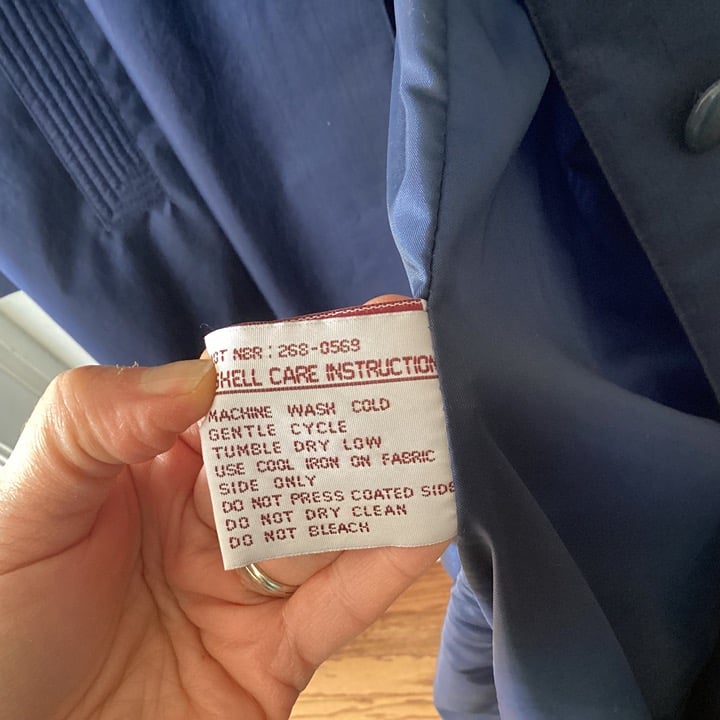 NBR: 268-0569
SHELL CARE INSTRUCTION
MACHINE WASH COLD
GENTLE CYCLE
TUMBLE DRY LOW
USE COOL IRON ON FABRIC
SIDE ONLY
DO NOT PRESS COATED SIDE
DO NOT DRY CLEAN
DO NOT BLEACH